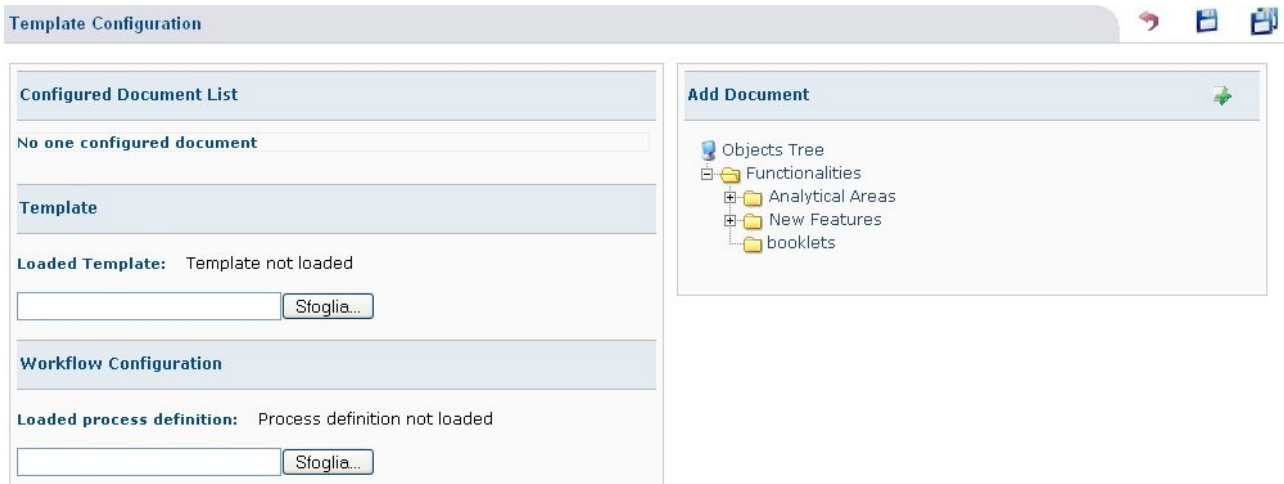 Template Configuration
Configured Document List
No one configured document
Template
Loaded Template: Template not loaded
Sfoglia...
Workflow Configuration
Loaded process definition: Process definition not loaded
Sfoglia...
Add Document
Objects Tree
Functionalities
Analytical Areas
New Features
booklets